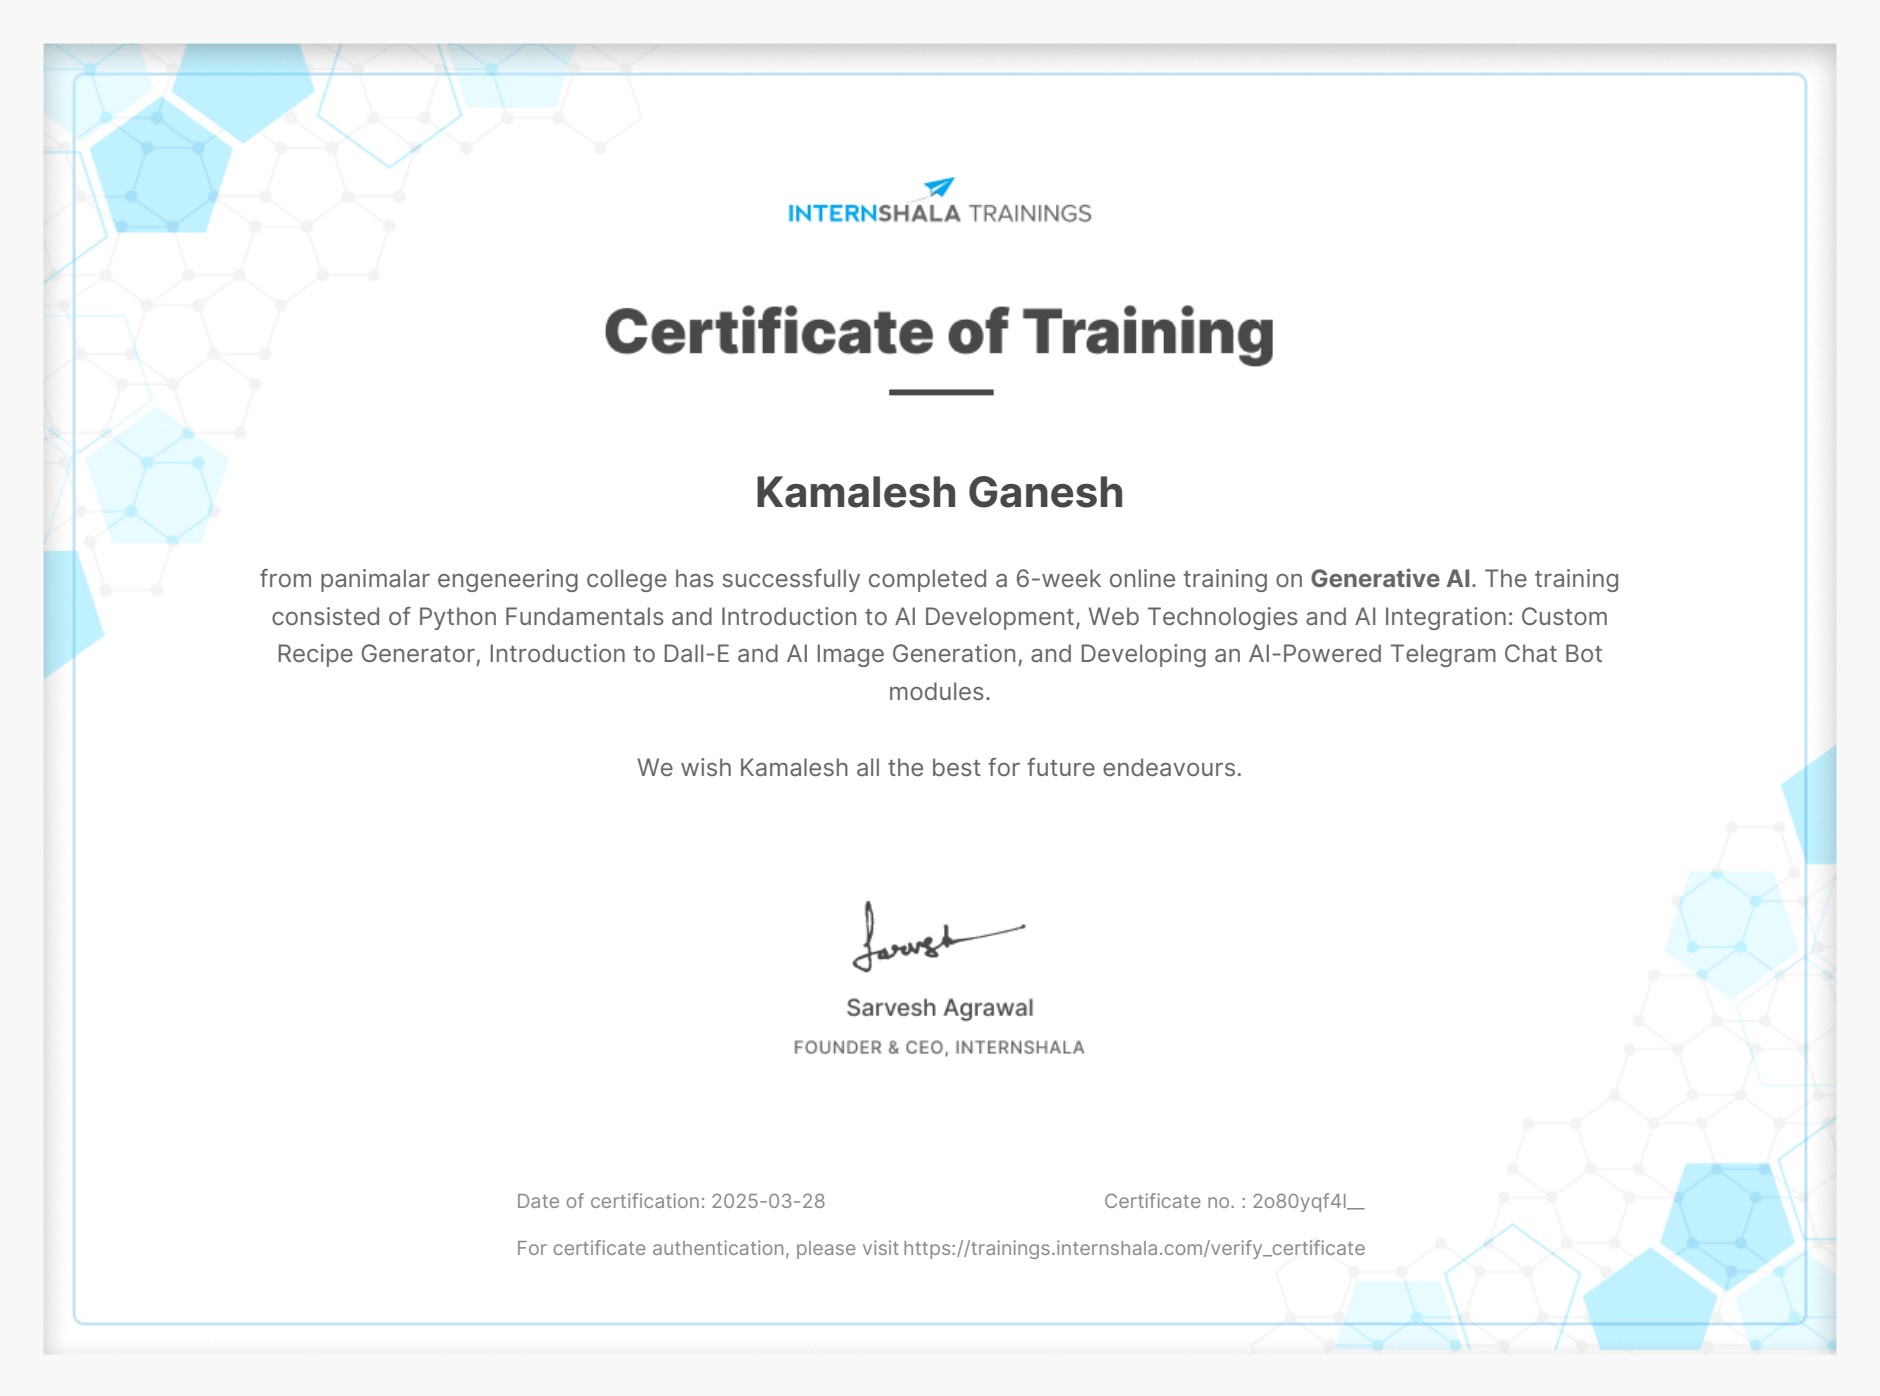 INTERNSHALA TRAININGS
Certificate of Training
Kamalesh Ganesh
from panimalar engeneering college has successfully completed a 6-week online training on Generative AI. The training
consisted of Python Fundamentals and Introduction to AI Development, Web Technologies and AI Integration: Custom
Recipe Generator, Introduction to Dall-E and AI Image Generation, and Developing an AI-Powered Telegram Chat Bot
modules.
We wish Kamalesh all the best for future endeavours.
Sarvesh
Sarvesh Agrawal
FOUNDER & CEO, INTERNSHALA
Date of certification: 2025-03-28 Certificate no. : 2o80yqf4l__
For certificate authentication, please visit https://trainings.internshala.com/verify_certificate